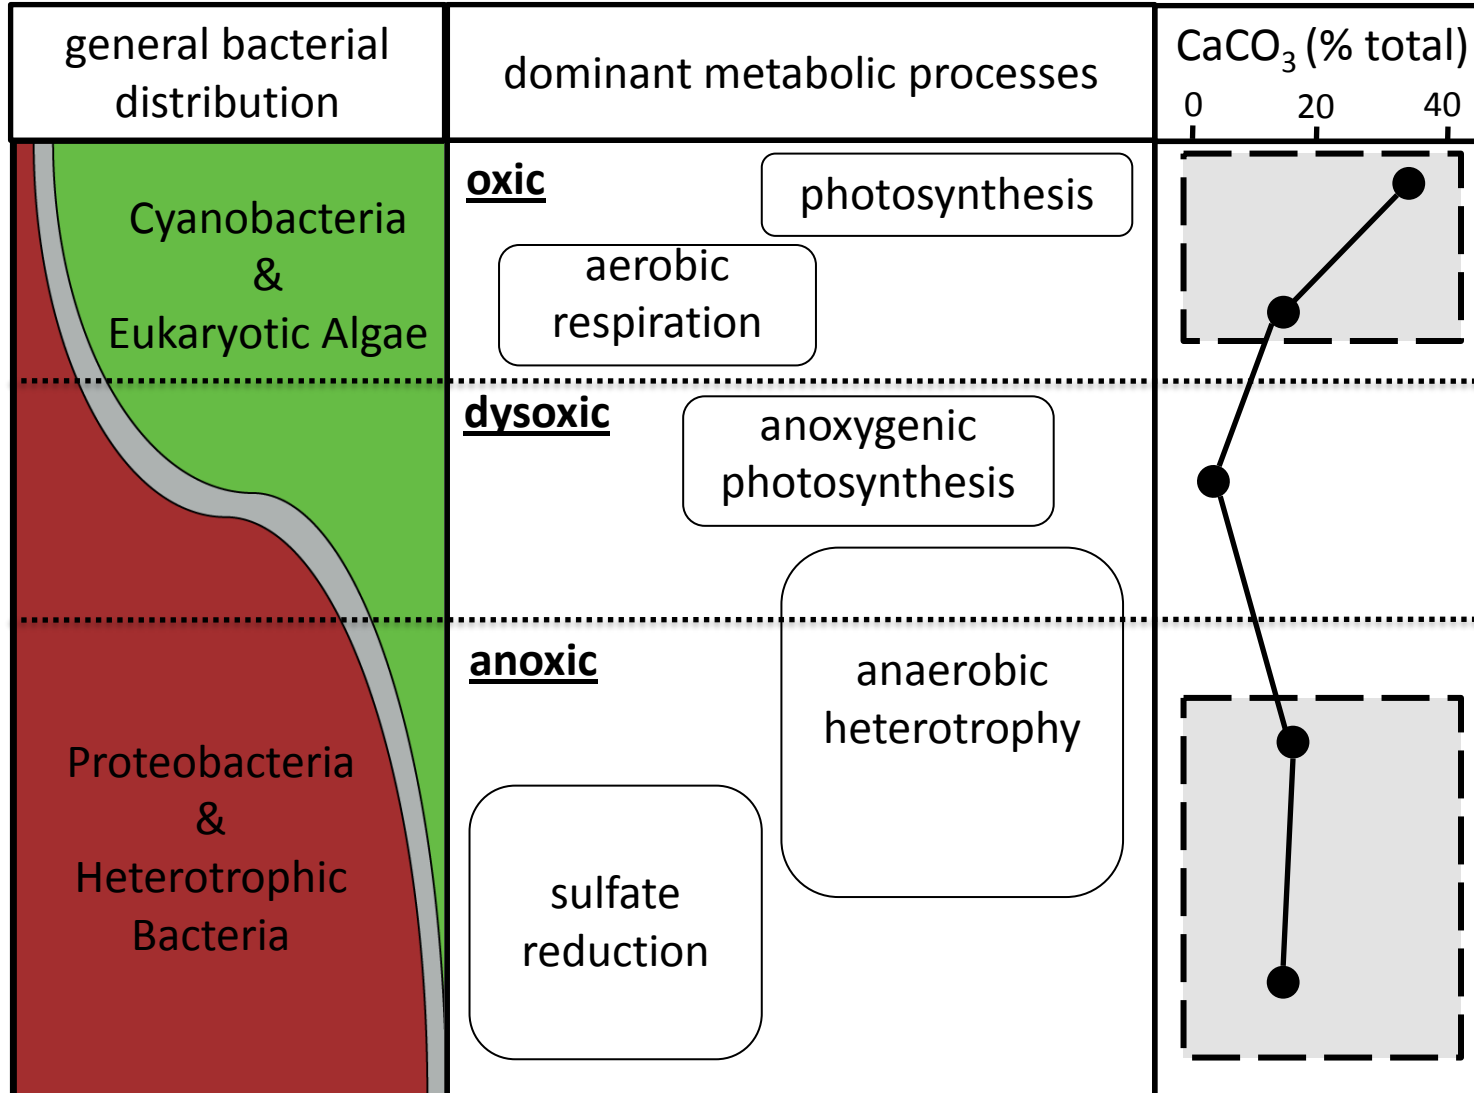 general bacterial
distribution
dominant metabolic processes
CaCO₃ (% total)
0 20 40
Cyanobacteria
&
Eukaryotic Algae
oxic
photosynthesis
aerobic
respiration
dysoxic
anoxygenic
photosynthesis
anoxic
anaerobic
heterotrophy
Proteobacteria
&
Heterotrophic
Bacteria
sulfate
reduction